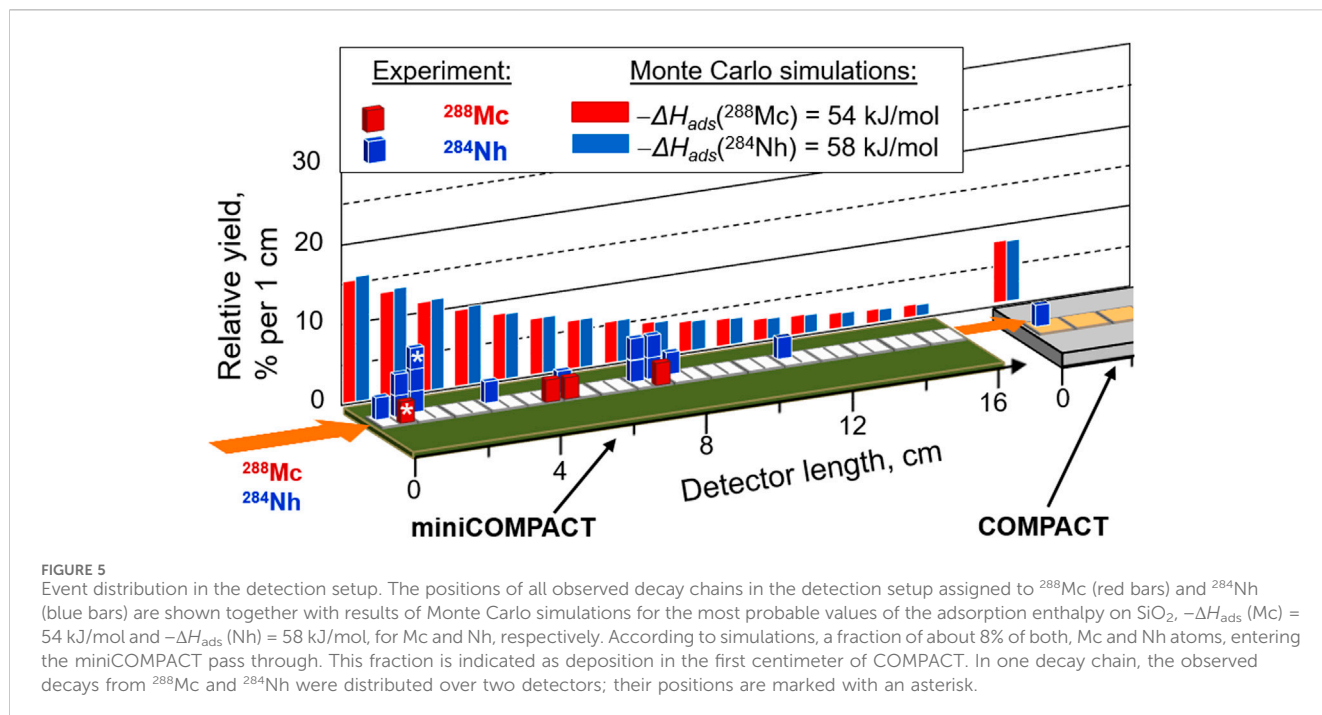 Experiment:
Monte Carlo simulations:
²⁸⁸Mc
−ΔHads(²⁸⁸Mc) = 54 kJ/mol
²⁸⁴Nh
−ΔHads(²⁸⁴Nh) = 58 kJ/mol
Relative yield,
% per 1 cm
30
20
10
0
*
*
²⁸⁸Mc
²⁸⁴Nh
0
4
8
12
16
0
Detector length, cm
miniCOMPACT
COMPACT
FIGURE 5
Event distribution in the detection setup. The positions of all observed decay chains in the detection setup assigned to ²⁸⁸Mc (red bars) and ²⁸⁴Nh
(blue bars) are shown together with results of Monte Carlo simulations for the most probable values of the adsorption enthalpy on SiO₂, −ΔHads (Mc) =
54 kJ/mol and −ΔHads (Nh) = 58 kJ/mol, for Mc and Nh, respectively. According to simulations, a fraction of about 8% of both, Mc and Nh atoms, entering
the miniCOMPACT pass through. This fraction is indicated as deposition in the first centimeter of COMPACT. In one decay chain, the observed
decays from ²⁸⁸Mc and ²⁸⁴Nh were distributed over two detectors; their positions are marked with an asterisk.